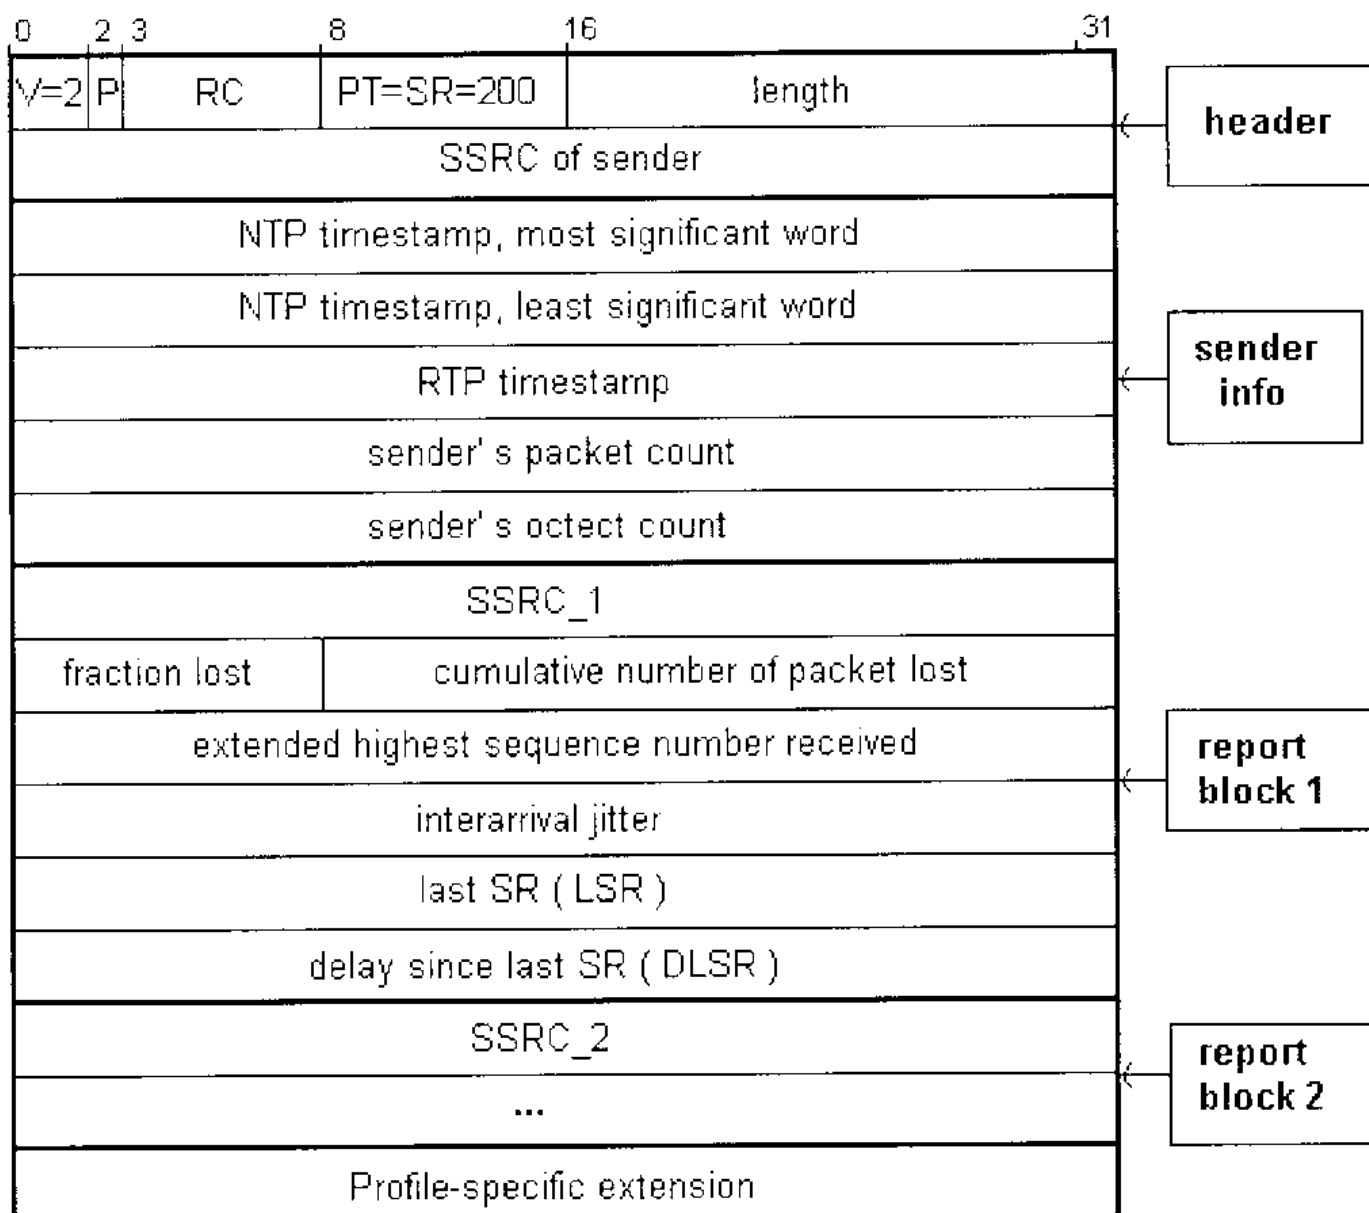 0 2 3 8 16 31
V=2 P RC PT=SR=200 length
header
SSRC of sender
NTP timestamp, most significant word
NTP timestamp, least significant word
sender
info
RTP timestamp
sender's packet count
sender's octect count
SSRC_1
fraction lost cumulative number of packet lost
extended highest sequence number received
report
block 1
interarrival jitter
last SR ( LSR )
delay since last SR ( DLSR )
SSRC_2
report
block 2
...
Profile-specific extension